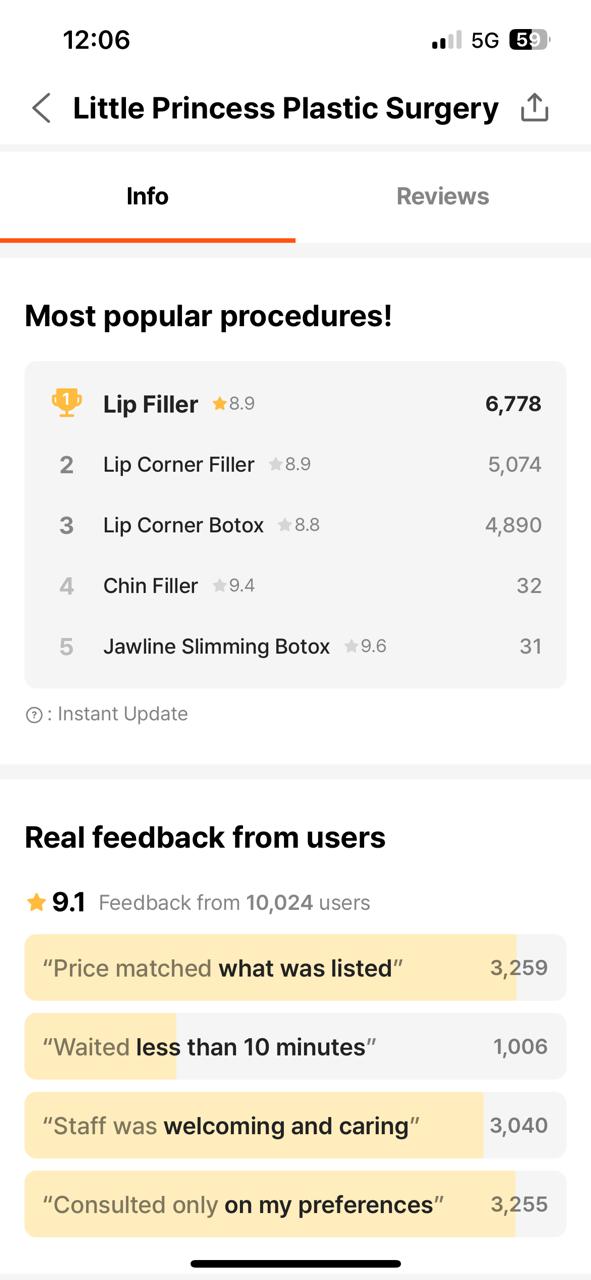 12:06 5G 59
Little Princess Plastic Surgery
Info Reviews
Most popular procedures!
1 Lip Filler 8.9 6,778
2 Lip Corner Filler 8.9 5,074
3 Lip Corner Botox 8.8 4,890
4 Chin Filler 9.4 32
5 Jawline Slimming Botox 9.6 31
? : Instant Update
Real feedback from users
9.1 Feedback from 10,024 users
“Price matched what was listed” 3,259
“Waited less than 10 minutes” 1,006
“Staff was welcoming and caring” 3,040
“Consulted only on my preferences” 3,255